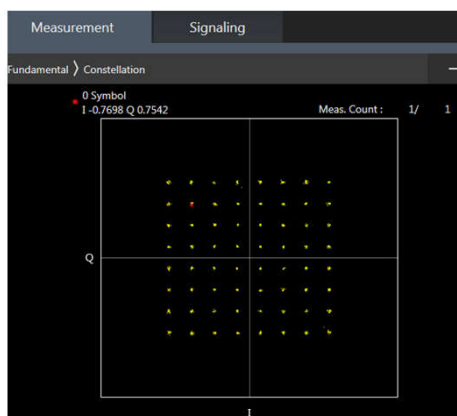 Measurement Signaling
Fundamental 〉 Constellation
0 Symbol
I -0.7698 Q 0.7542 Meas. Count : 1/ 1
Q
I